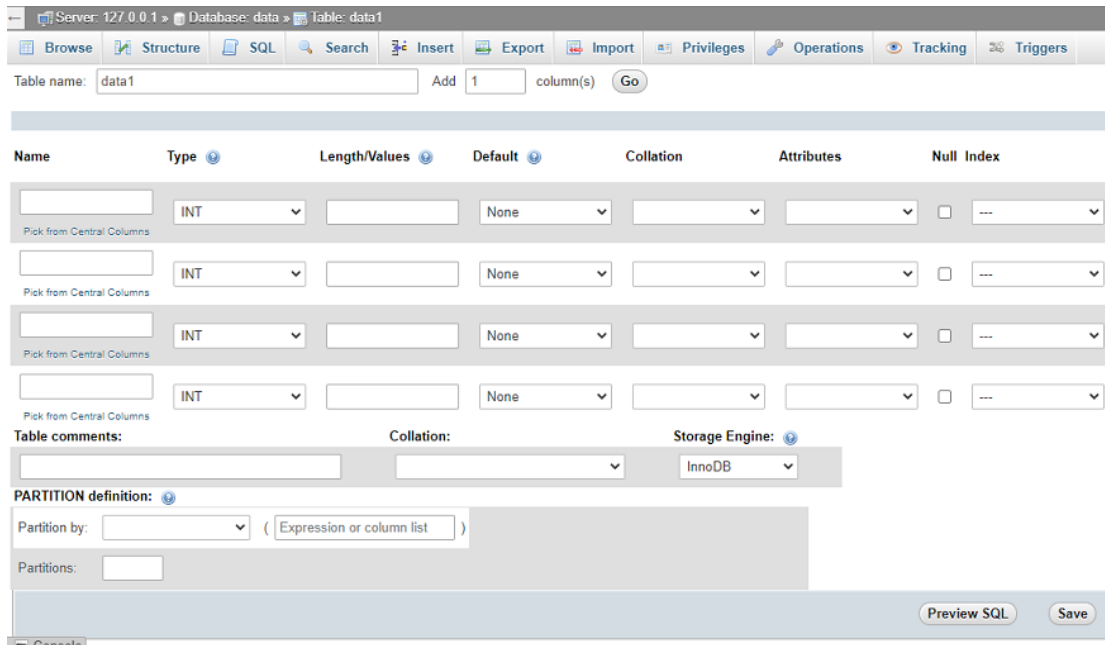 Server: 127.0.0.1 » Database: data » Table: data1
Browse Structure SQL Search Insert Export Import Privileges Operations Tracking Triggers
Table name: data1 Add 1 column(s) Go
Name Type Length/Values Default Collation Attributes Null Index
INT None ---
Pick from Central Columns
INT None ---
Pick from Central Columns
INT None ---
Pick from Central Columns
INT None ---
Pick from Central Columns
Table comments: Collation: Storage Engine:
InnoDB
PARTITION definition:
Partition by: ( Expression or column list )
Partitions:
Preview SQL Save
Console